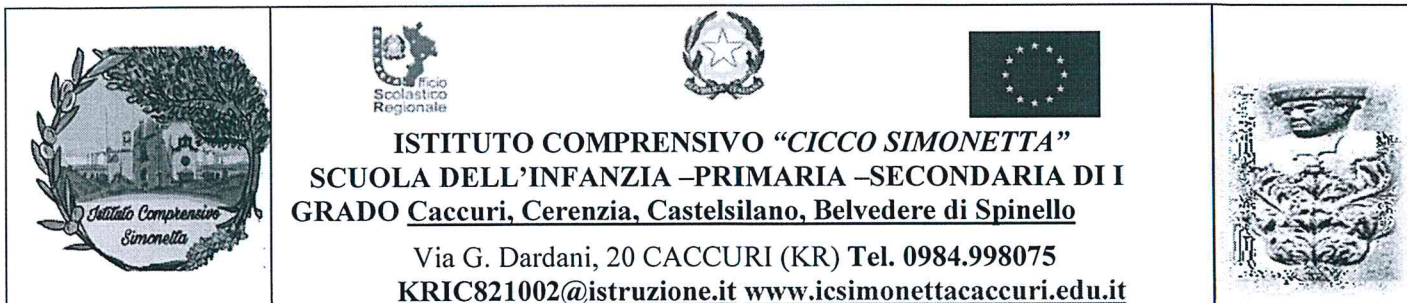 Istituto Comprensivo
Simonetta
Ufficio
Scolastico
Regionale
ISTITUTO COMPRENSIVO “CICCO SIMONETTA”
SCUOLA DELL’INFANZIA –PRIMARIA –SECONDARIA DI I
GRADO Caccuri, Cerenzia, Castelsilano, Belvedere di Spinello
Via G. Dardani, 20 CACCURI (KR) Tel. 0984.998075
KRIC821002@istruzione.it www.icsimonettacaccuri.edu.it